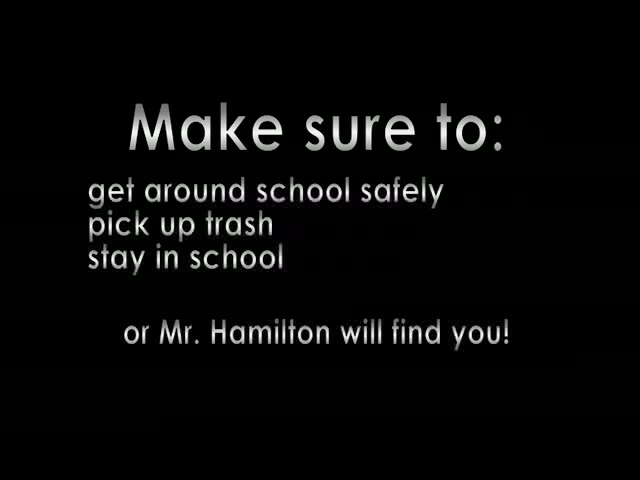 Make sure to:
get around school safely
pick up trash
stay in school
or Mr. Hamilton will find you!